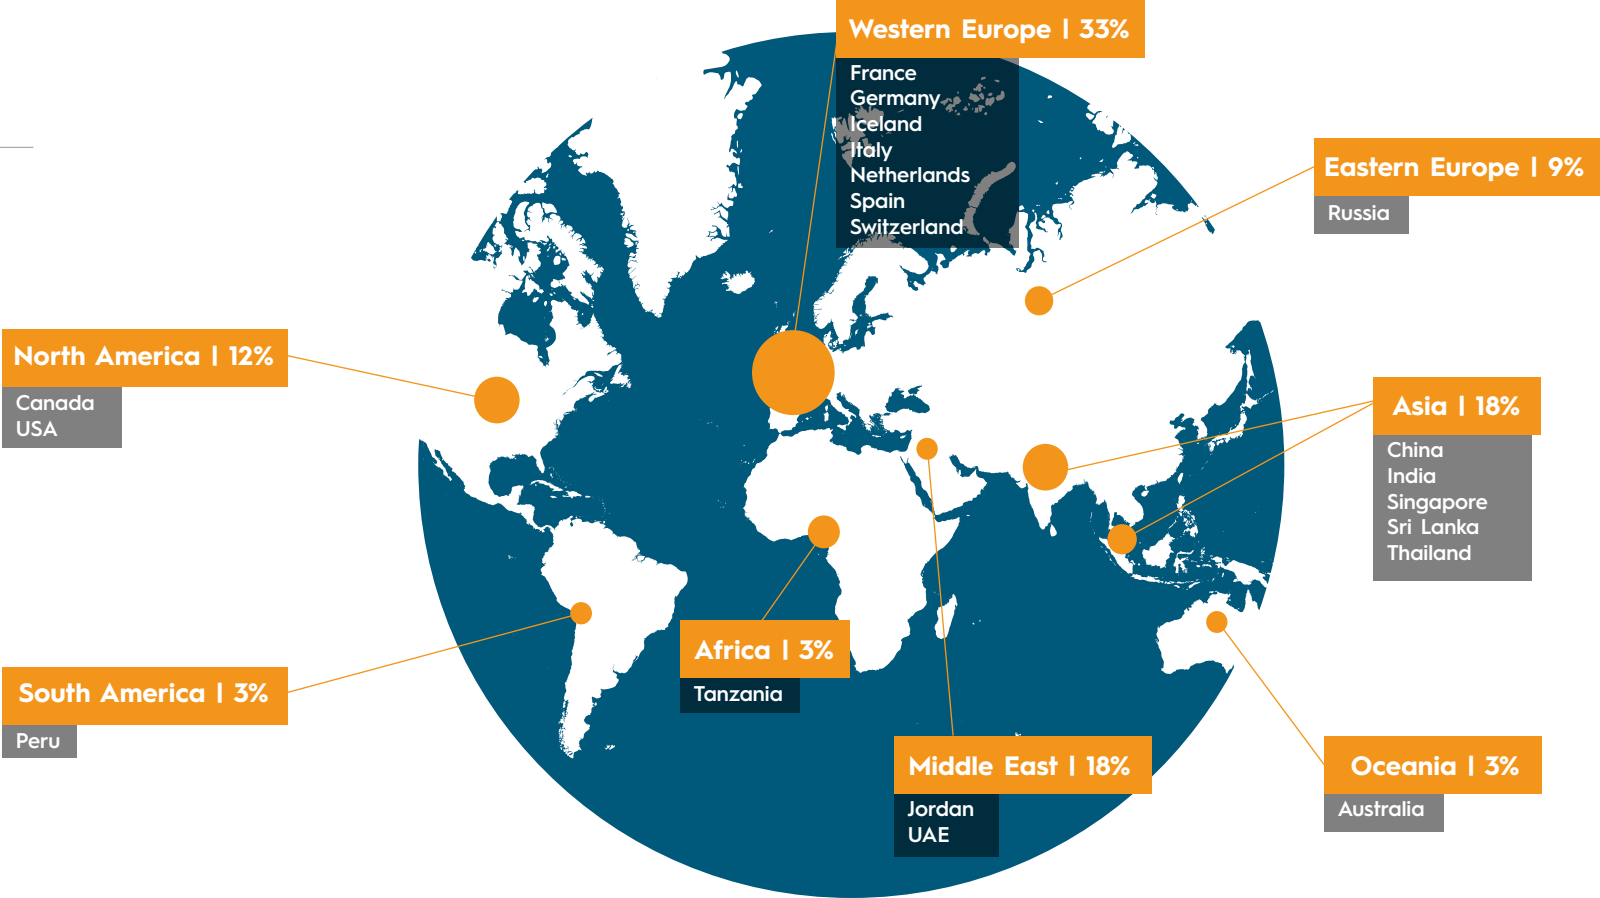 Western Europe | 33%
France
Germany
Iceland
Italy
Netherlands
Spain
Switzerland
Eastern Europe | 9%
Russia
North America | 12%
Canada
USA
Asia | 18%
China
India
Singapore
Sri Lanka
Thailand
Africa | 3%
Tanzania
South America | 3%
Peru
Middle East | 18%
Jordan
UAE
Oceania | 3%
Australia